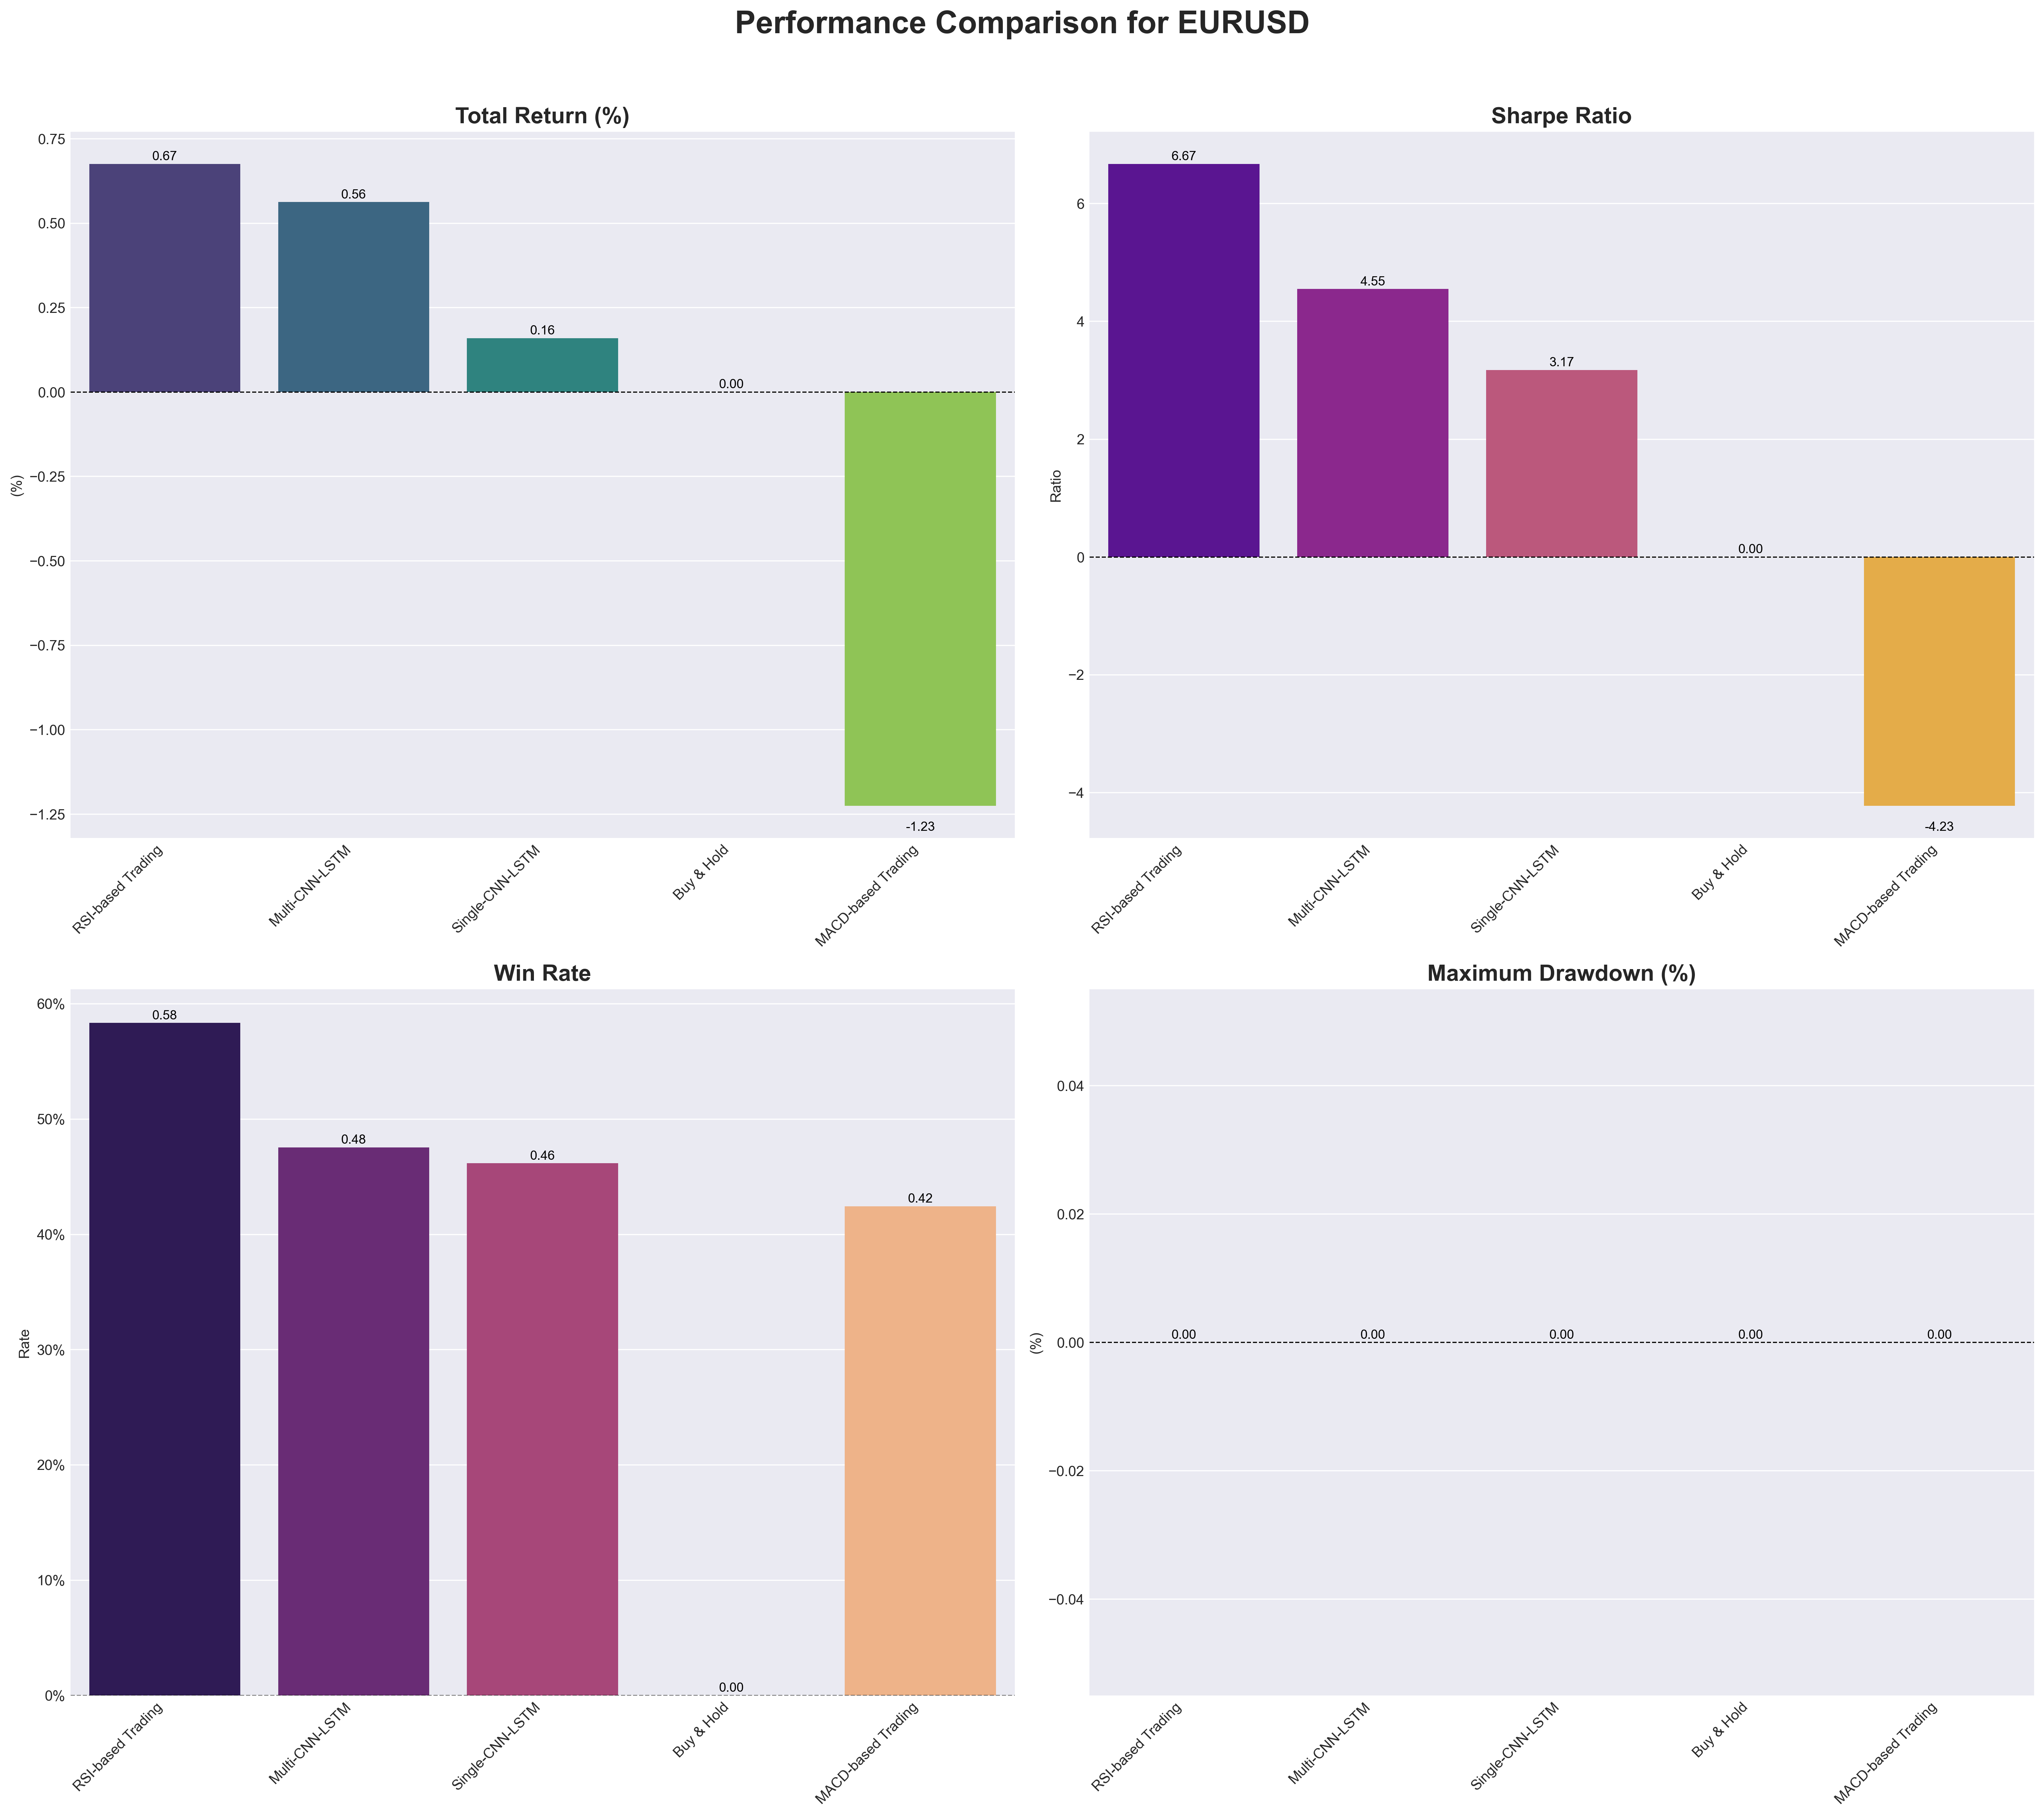 Performance Comparison for EURUSD
Total Return (%)
0.75
0.50
0.25
0.00
−0.25
−0.50
−0.75
−1.00
−1.25
(%)
0.67
0.56
0.16
0.00
-1.23
RSI-based Trading
Multi-CNN-LSTM
Single-CNN-LSTM
Buy & Hold
MACD-based Trading
Sharpe Ratio
6
4
2
0
−2
−4
Ratio
6.67
4.55
3.17
0.00
-4.23
RSI-based Trading
Multi-CNN-LSTM
Single-CNN-LSTM
Buy & Hold
MACD-based Trading
Win Rate
60%
50%
40%
30%
20%
10%
0%
Rate
0.58
0.48
0.46
0.00
0.42
RSI-based Trading
Multi-CNN-LSTM
Single-CNN-LSTM
Buy & Hold
MACD-based Trading
Maximum Drawdown (%)
0.04
0.02
0.00
−0.02
−0.04
(%)
0.00
0.00
0.00
0.00
0.00
RSI-based Trading
Multi-CNN-LSTM
Single-CNN-LSTM
Buy & Hold
MACD-based Trading